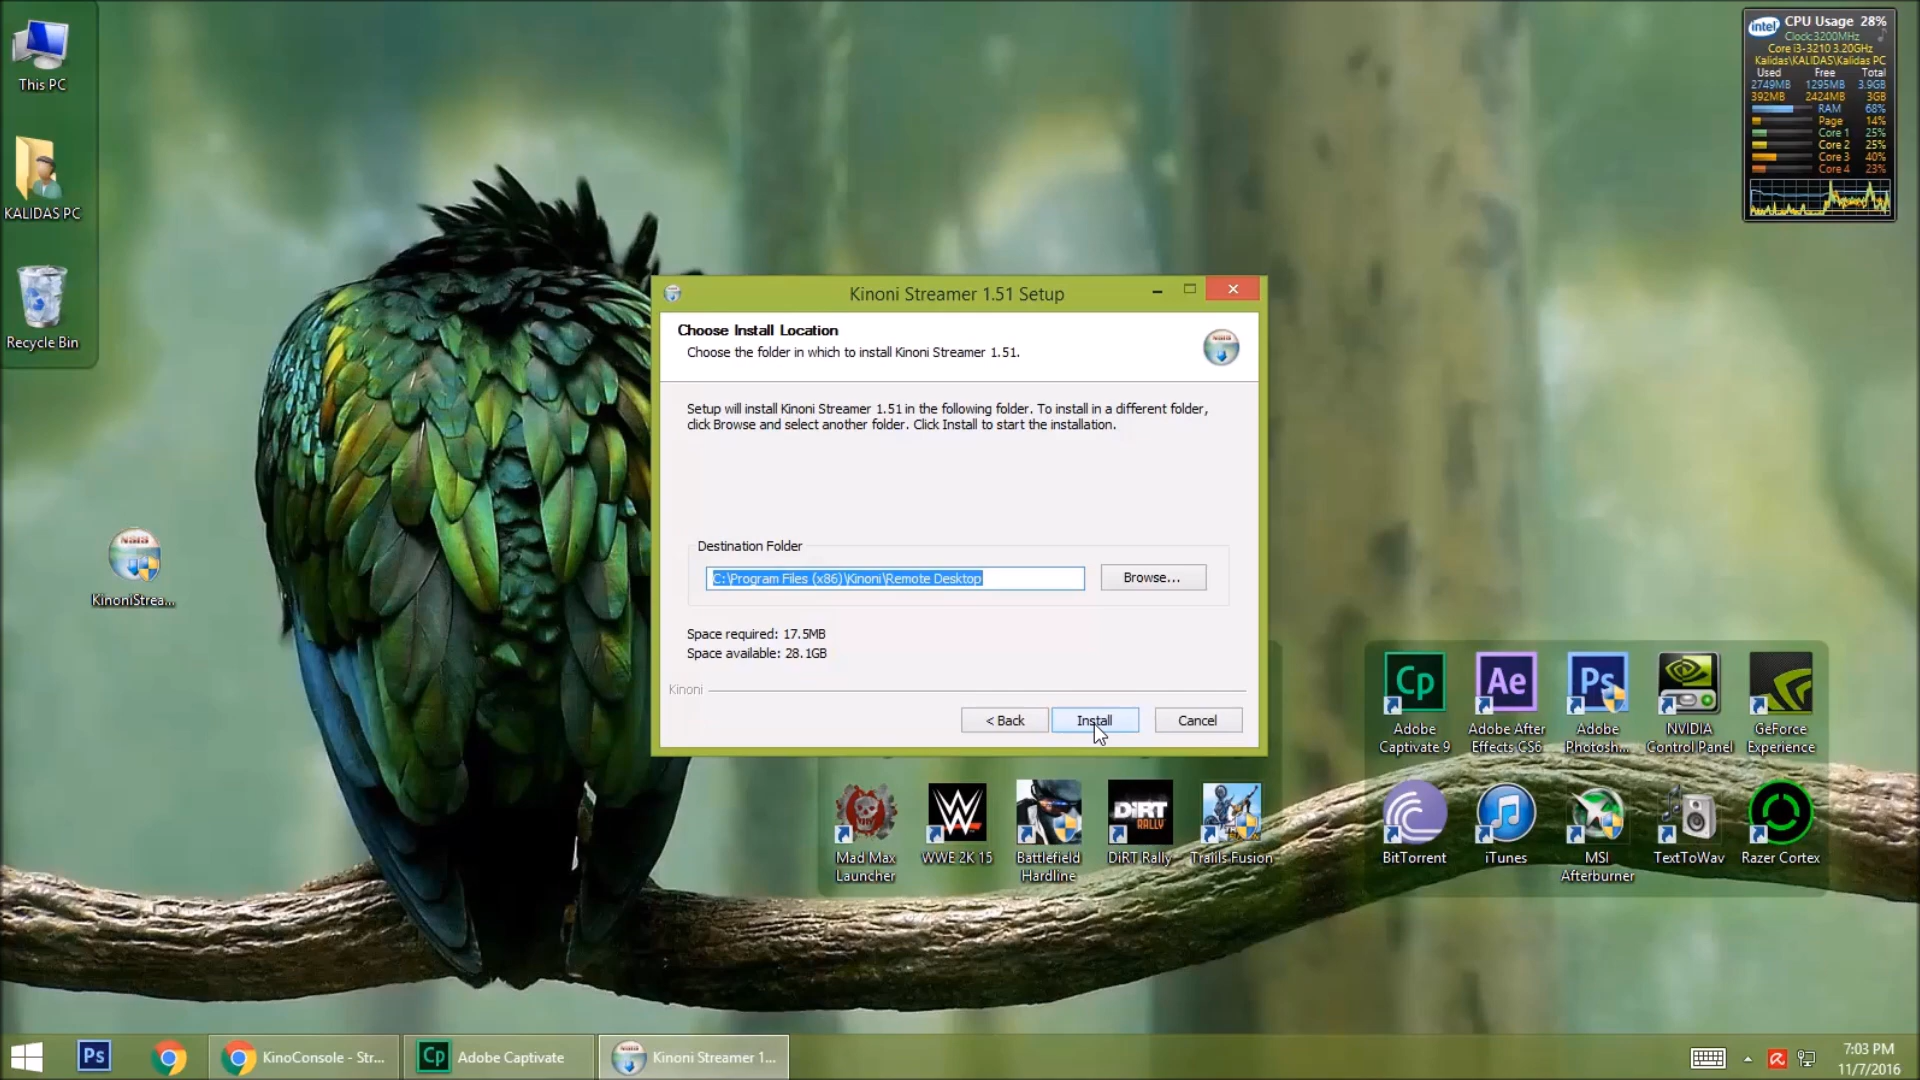 This PC
KALIDAS PC
Recycle Bin
KinoniStrea...
intel
CPU Usage 28%
Clock:3200MHz
Core i3-3210 3.20GHz
Kalidas\KALIDAS\Kalidas PC
Used Free Total
2749MB 1295MB 3.9GB
392MB 2424MB 3GB
RAM 68%
Page 14%
Core 1 25%
Core 2 25%
Core 3 40%
Core 4 23%
Kinoni Streamer 1.51 Setup
Choose Install Location
Choose the folder in which to install Kinoni Streamer 1.51.
Setup will install Kinoni Streamer 1.51 in the following folder. To install in a different folder,
click Browse and select another folder. Click Install to start the installation.
Destination Folder
C:\Program Files (x86)\Kinoni\Remote Desktop
Browse...
Space required: 17.5MB
Space available: 28.1GB
Kinoni
< Back Install Cancel
Cp Ae Ps
Adobe Captivate 9
Adobe After Effects CS6
Adobe Photosh...
NVIDIA Control Panel
GeForce Experience
Mad Max Launcher
WWE 2K 15
Battlefield Hardline
DiRT RALLY
DiRT Rally
Traills Fusion
BitTorrent
iTunes
MSI Afterburner
TextToWav
Razer Cortex
Ps
KinoConsole - Str...
Cp Adobe Captivate
Kinoni Streamer 1...
7:03 PM
11/7/2016